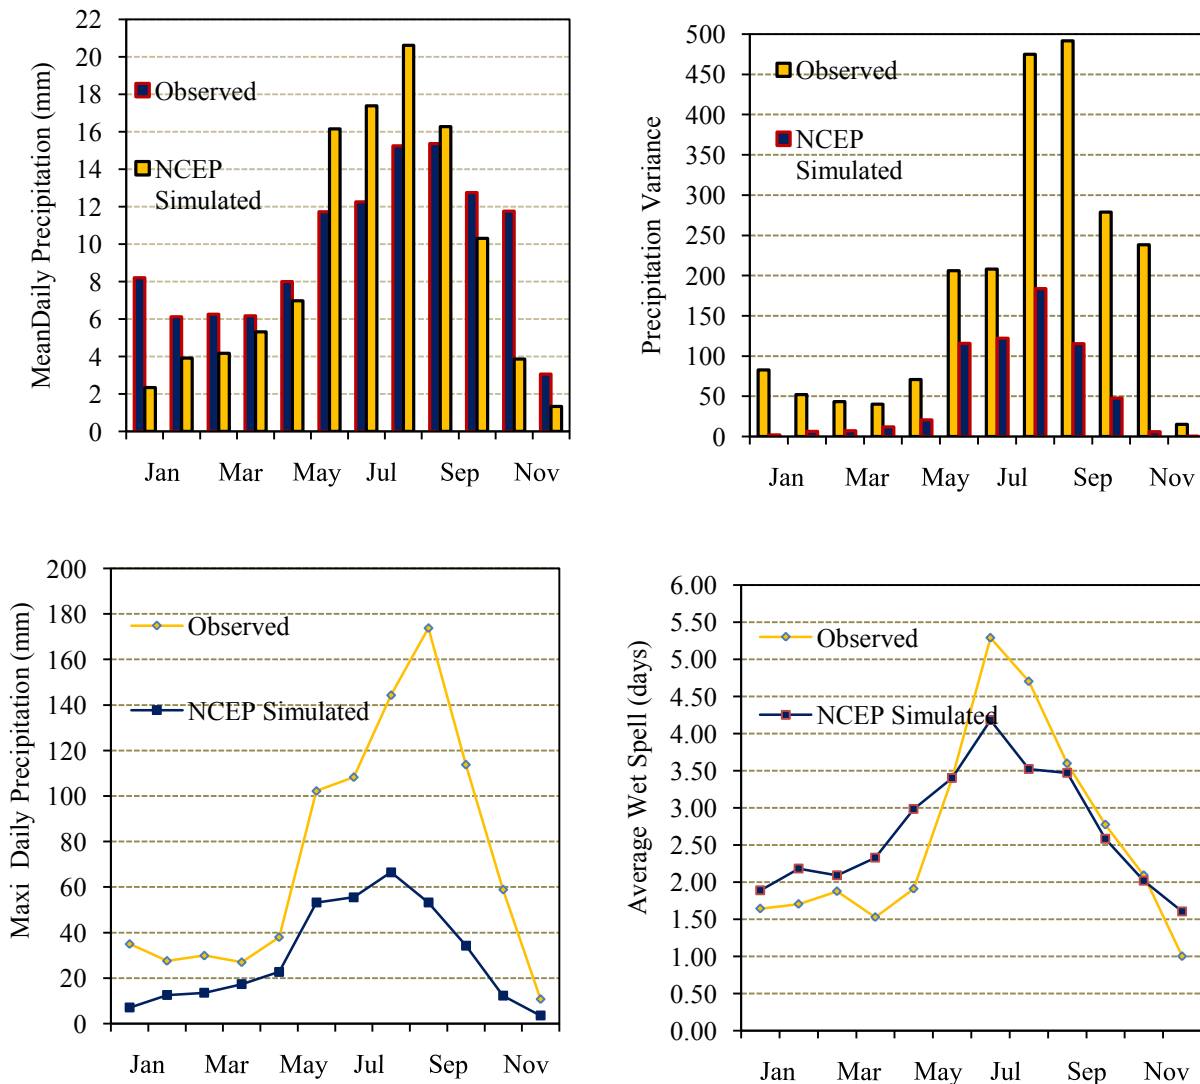 MeanDaily Precipitation (mm)
22
20
18
16
14
12
10
8
6
4
2
0
Observed
NCEP
Simulated
Jan Mar May Jul Sep Nov
Precipitation Variance
500
450
400
350
300
250
200
150
100
50
0
Observed
NCEP
Simulated
Jan Mar May Jul Sep Nov
Maxi Daily Precipitation (mm)
200
180
160
140
120
100
80
60
40
20
0
Observed
NCEP Simulated
Jan Mar May Jul Sep Nov
Average Wet Spell (days)
6.00
5.50
5.00
4.50
4.00
3.50
3.00
2.50
2.00
1.50
1.00
0.50
0.00
Observed
NCEP Simulated
Jan Mar May Jul Sep Nov